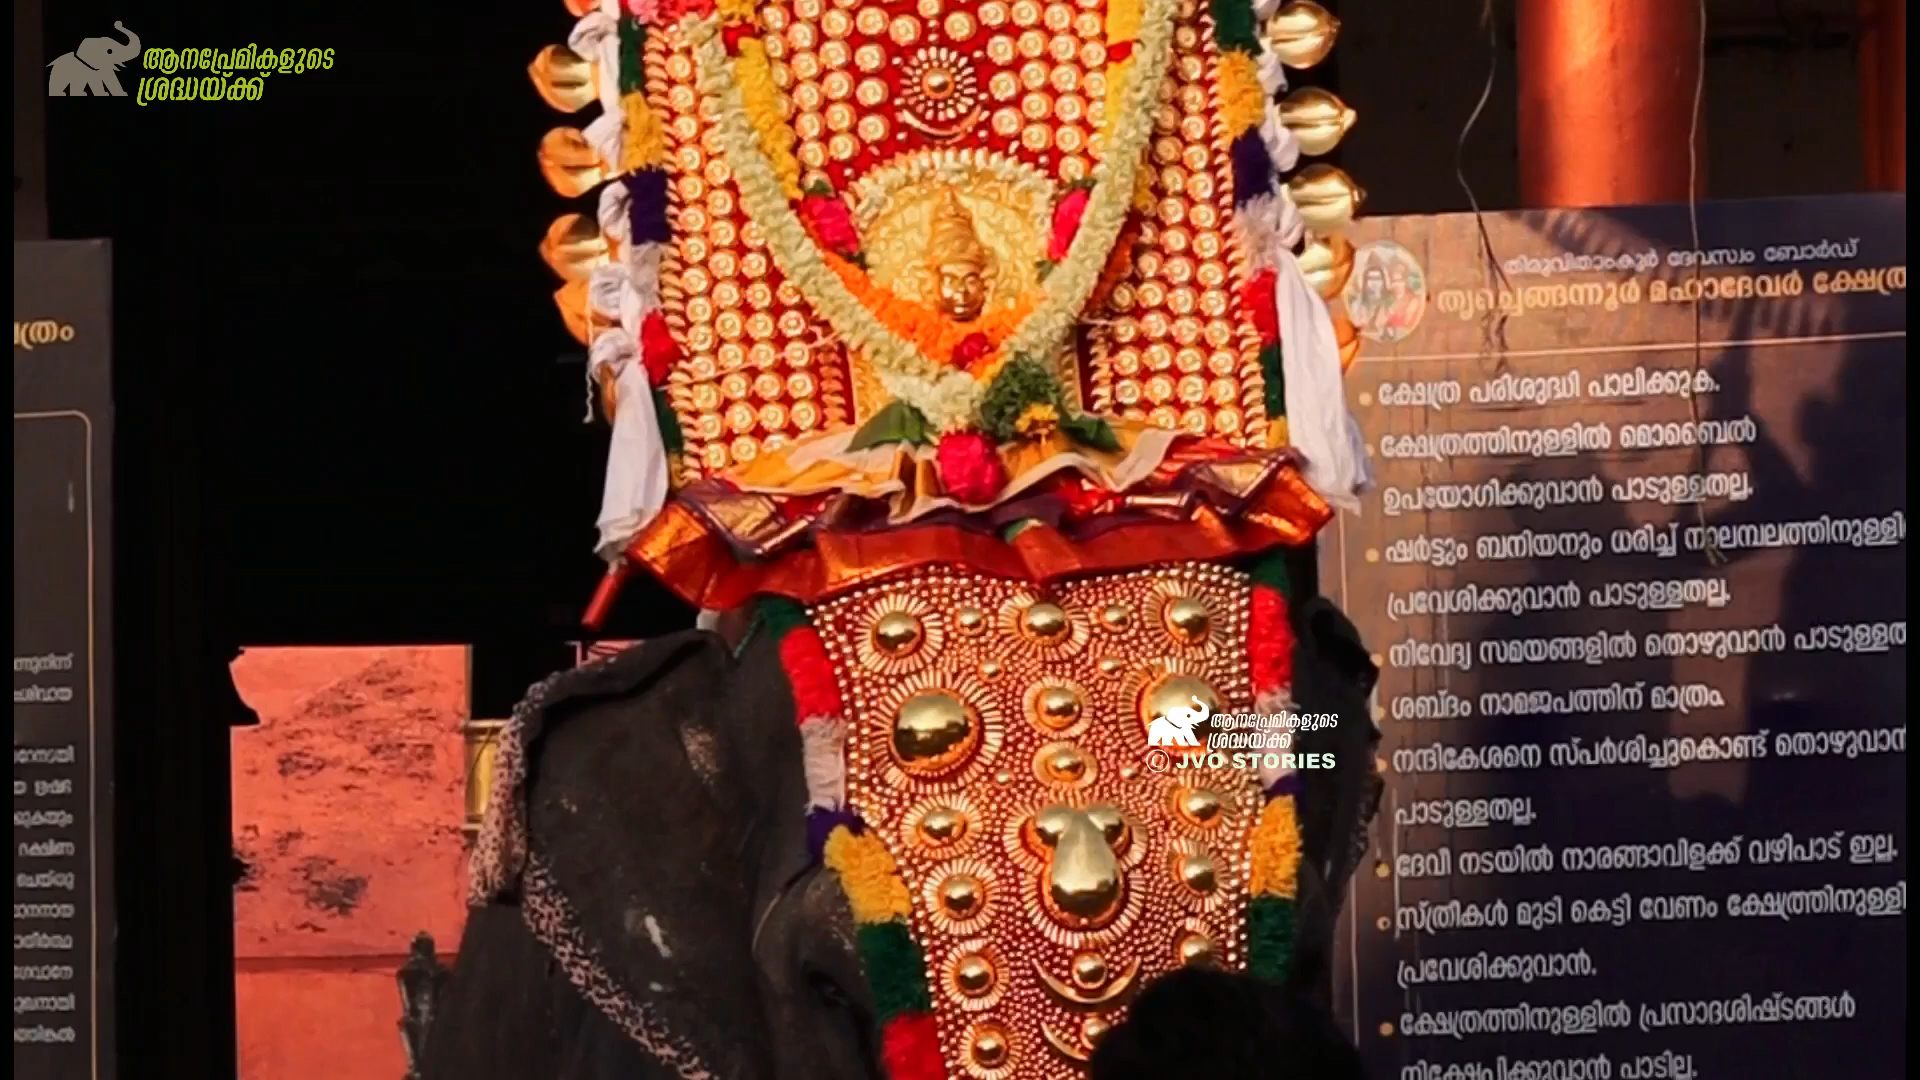 ആനപ്രേമികളുടെ
ശ്രദ്ധയ്ക്ക്
ത്രം
തിരുവിതാംകൂർ ദേവസ്വം ബോർഡ്
തൃച്ചെങ്ങന്നൂർ മഹാദേവർ ക്ഷേത്ര
ക്ഷേത്ര പരിശുദ്ധി പാലിക്കുക.
ക്ഷേത്രത്തിനുള്ളിൽ മൊബൈൽ
ഉപയോഗിക്കുവാൻ പാടുള്ളതല്ല.
ഷർട്ടും ബനിയനും ധരിച്ച് നാലമ്പലത്തിനുള്ളി
പ്രവേശിക്കുവാൻ പാടുള്ളതല്ല.
നിവേദ്യ സമയങ്ങളിൽ തൊഴുവാൻ പാടുള്ളത
ശബ്ദം നാമജപത്തിന് മാത്രം.
നന്ദികേശനെ സ്പർശിച്ചുകൊണ്ട് തൊഴുവാൻ
പാടുള്ളതല്ല.
ദേവീ നടയിൽ നാരങ്ങാവിളക്ക് വഴിപാട് ഇല്ല.
സ്ത്രീകൾ മുടി കെട്ടി വേണം ക്ഷേത്രത്തിനുള്ളി
പ്രവേശിക്കുവാൻ.
ക്ഷേത്രത്തിനുള്ളിൽ പ്രസാദശിഷ്ടങ്ങൾ
നിക്ഷേപിക്കുവാൻ പാടില്ല.
ആനപ്രേമികളുടെ
ശ്രദ്ധയ്ക്ക്
© JVO STORIES